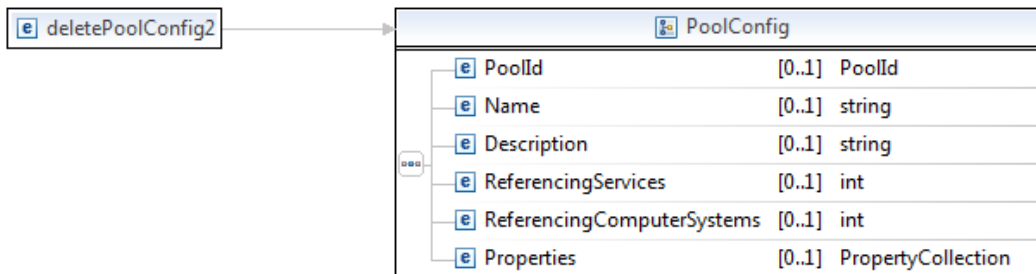 deletePoolConfig2
PoolConfig
PoolId [0..1] PoolId
Name [0..1] string
Description [0..1] string
ReferencingServices [0..1] int
ReferencingComputerSystems [0..1] int
Properties [0..1] PropertyCollection